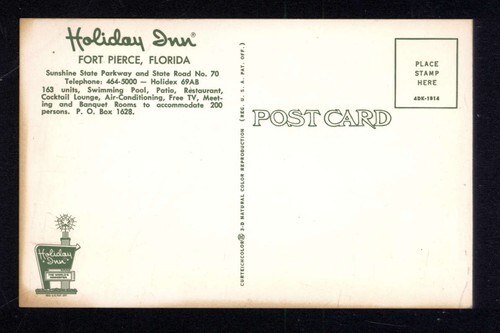 Holiday Inn®
FORT PIERCE, FLORIDA
Sunshine State Parkway and State Road No. 70
Telephone: 464-5000 — Holidex 69AB
163 units, Swimming Pool, Patio, Restaurant,
Cocktail Lounge, Air-Conditioning, Free TV, Meet-
ing and Banquet Rooms to accommodate 200
persons. P. O. Box 1628.
CURTEICHCOLOR® 3-D NATURAL COLOR REPRODUCTION (REG. U. S. A. PAT. OFF.)
POST CARD
PLACE
STAMP
HERE
6DK-1914
Holiday
Inn